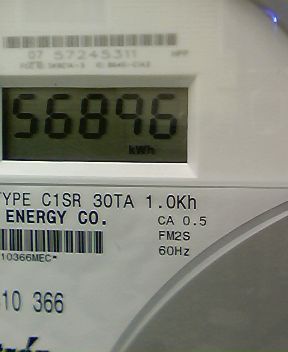 07 57245311
56896
kWh
TYPE C1SR 30TA 1.0Kh
ENERGY CO.
CA 0.5
FM2S
60Hz
10366MEC*
10 366